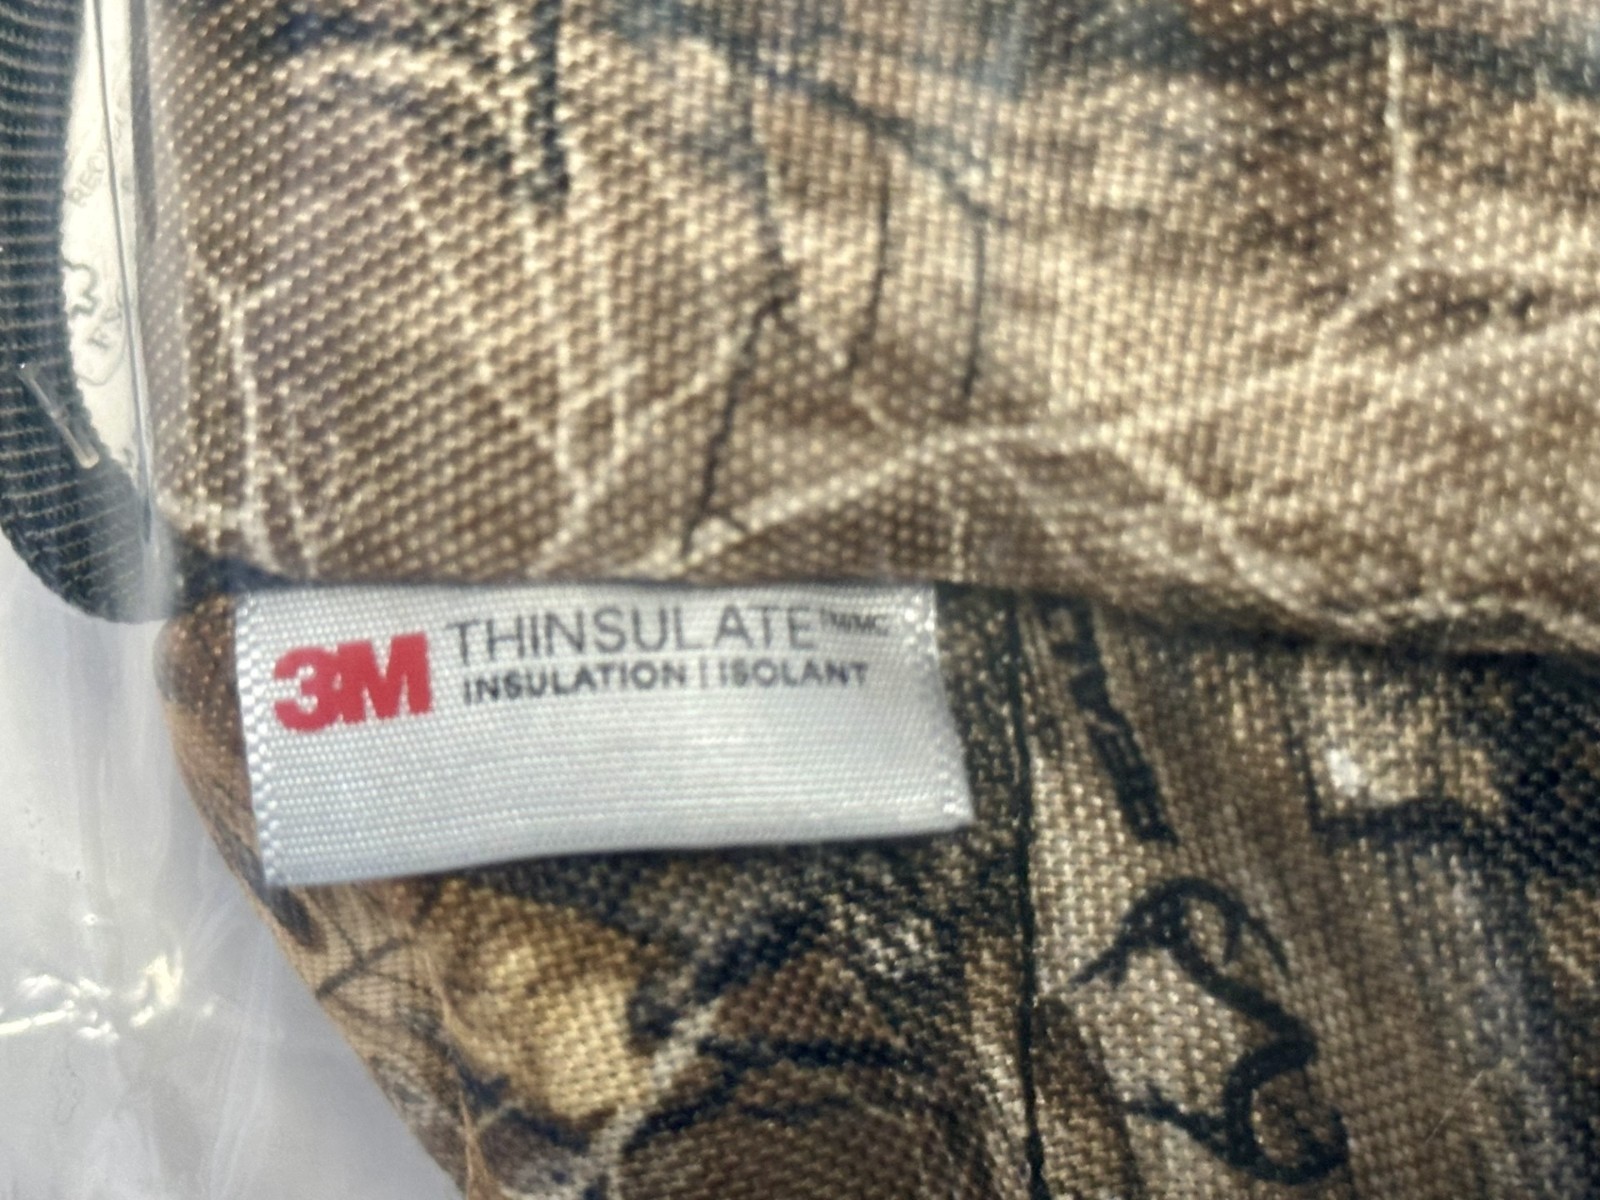 3M THINSULATE™/MC
INSULATION | ISOLANT